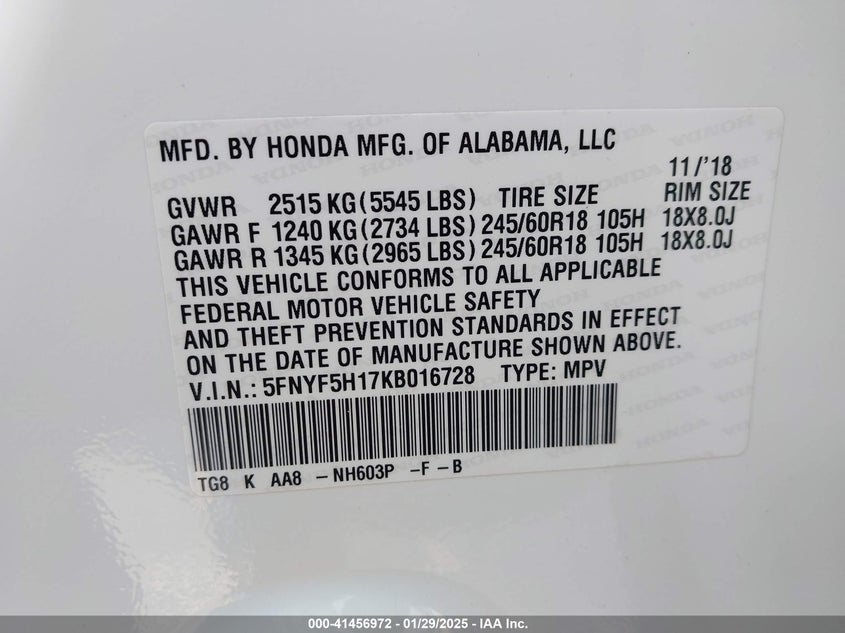 MFD. BY HONDA MFG. OF ALABAMA, LLC
11/'18
GVWR 2515 KG (5545 LBS) TIRE SIZE RIM SIZE
GAWR F 1240 KG (2734 LBS) 245/60R18 105H 18X8.0J
GAWR R 1345 KG (2965 LBS) 245/60R18 105H 18X8.0J
THIS VEHICLE CONFORMS TO ALL APPLICABLE
FEDERAL MOTOR VEHICLE SAFETY
AND THEFT PREVENTION STANDARDS IN EFFECT
ON THE DATE OF MANUFACTURE SHOWN ABOVE.
V.I.N.: 5FNYF5H17KB016728 TYPE: MPV
TG8 K AA8 - NH603P - F - B
000-41456972 - 01/29/2025 - IAA Inc.